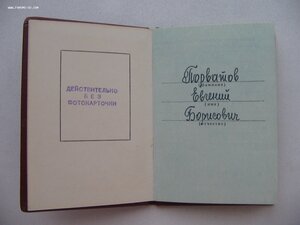 ДЕЙСТВИТЕЛЬНО
БЕЗ
ФОТОКАРТОЧКИ
Порватов
(фамилия)
Евгений
(имя)
Борисович
(отчество)